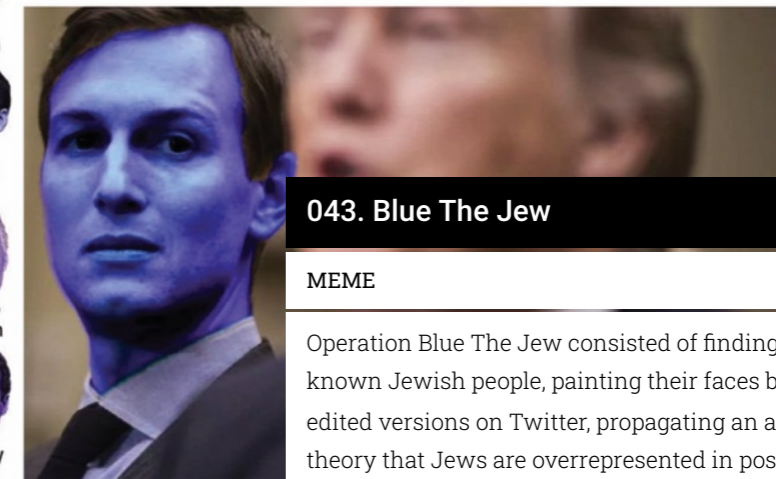 043. Blue The Jew
MEME
Operation Blue The Jew consisted of finding
known Jewish people, painting their faces b
edited versions on Twitter, propagating an a
theory that Jews are overrepresented in pos